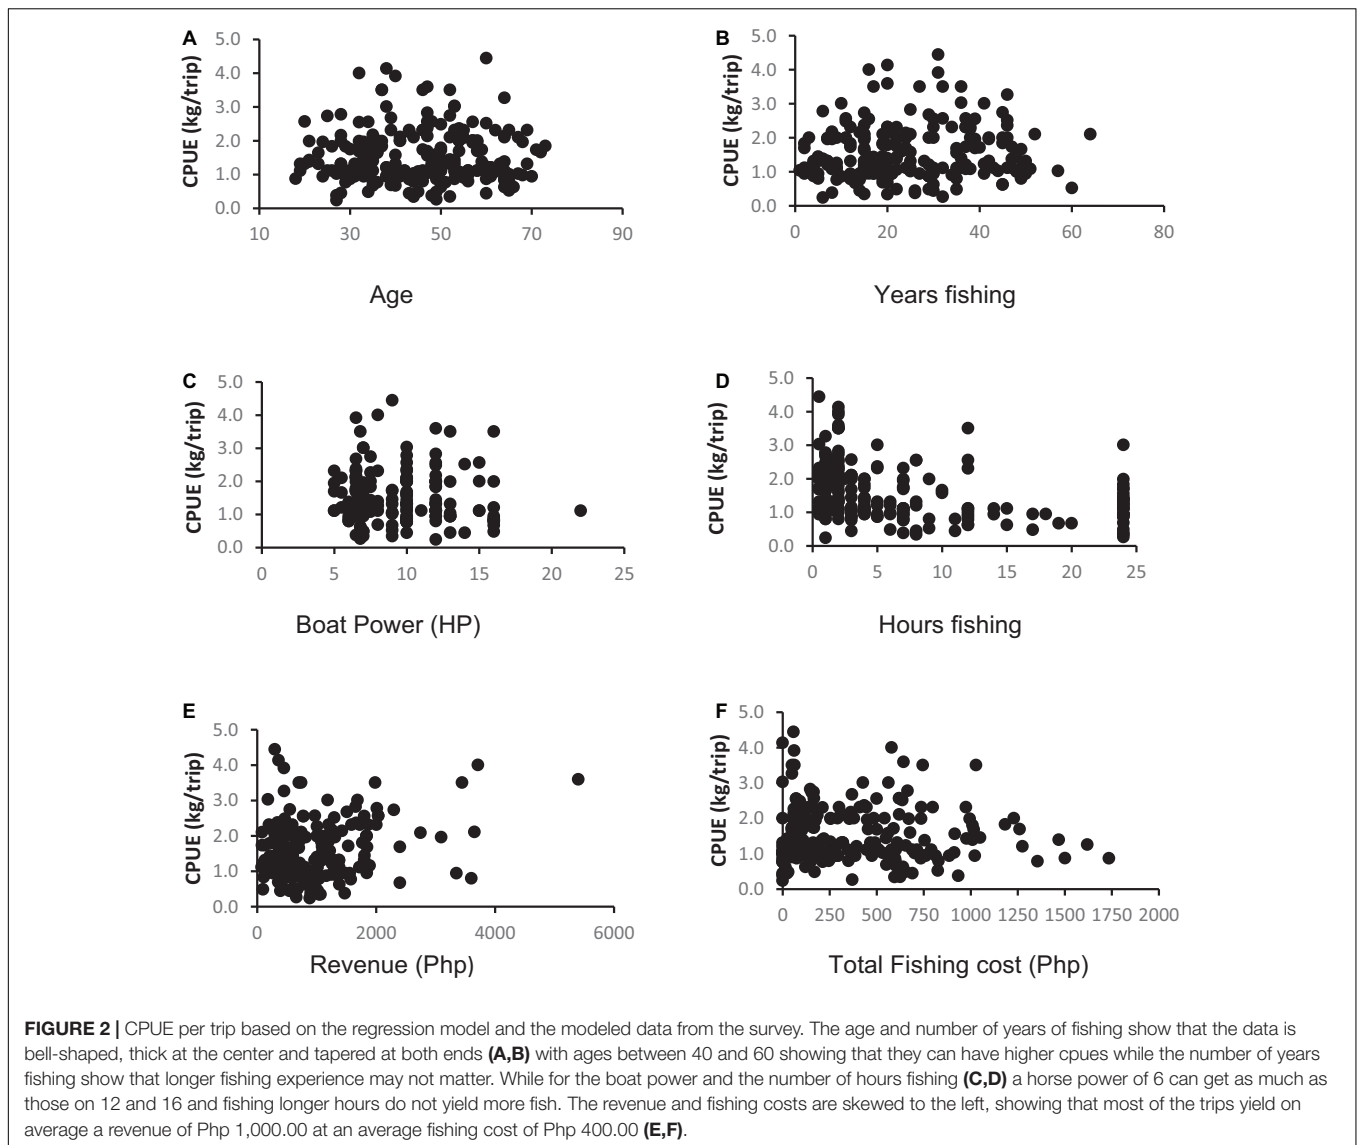 A
5.0
4.0
3.0
2.0
1.0
0.0
CPUE (kg/trip)
10 30 50 70 90
Age
B
5.0
4.0
3.0
2.0
1.0
0.0
CPUE (kg/trip)
0 20 40 60 80
Years fishing
C
5.0
4.0
3.0
2.0
1.0
0.0
CPUE (kg/trip)
0 5 10 15 20 25
Boat Power (HP)
D
5.0
4.0
3.0
2.0
1.0
0.0
CPUE (kg/trip)
0 5 10 15 20 25
Hours fishing
E
5.0
4.0
3.0
2.0
1.0
0.0
CPUE (kg/trip)
0 2000 4000 6000
Revenue (Php)
F
5.0
4.0
3.0
2.0
1.0
0.0
CPUE (kg/trip)
0 250 500 750 1000 1250 1500 1750 2000
Total Fishing cost (Php)
FIGURE 2 | CPUE per trip based on the regression model and the modeled data from the survey. The age and number of years of fishing show that the data is
bell-shaped, thick at the center and tapered at both ends (A,B) with ages between 40 and 60 showing that they can have higher cpues while the number of years
fishing show that longer fishing experience may not matter. While for the boat power and the number of hours fishing (C,D) a horse power of 6 can get as much as
those on 12 and 16 and fishing longer hours do not yield more fish. The revenue and fishing costs are skewed to the left, showing that most of the trips yield on
average a revenue of Php 1,000.00 at an average fishing cost of Php 400.00 (E,F).